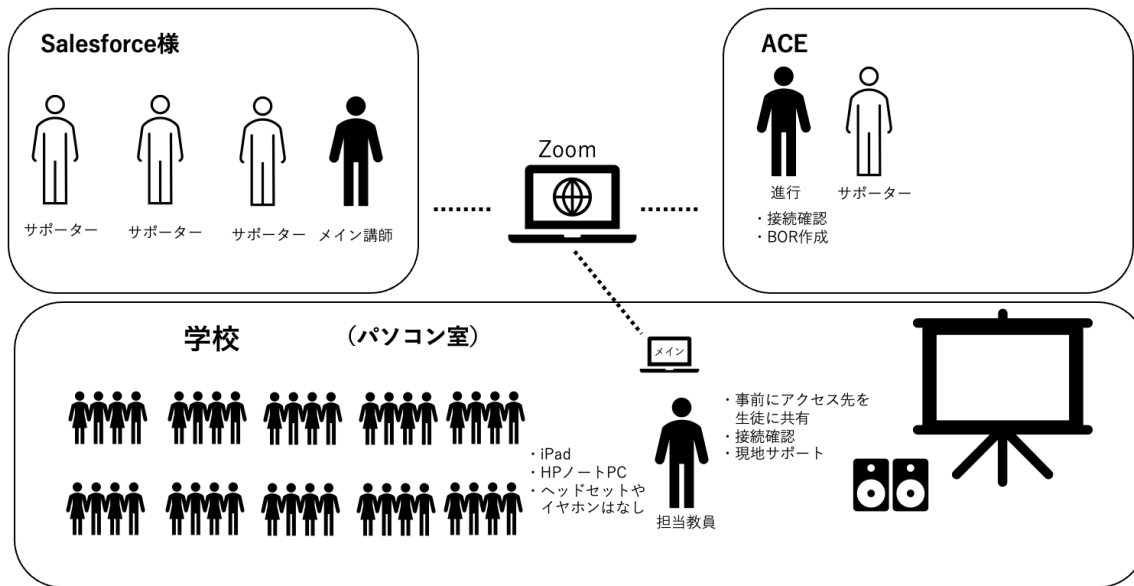 Salesforce様
サポーター
サポーター
サポーター
メイン講師
Zoom
ACE
進行
サポーター
・接続確認
・BOR作成
学校
（パソコン室）
・iPad
・HPノートPC
・ヘッドセットや
イヤホンはなし
メイン
担当教員
・事前にアクセス先を
生徒に共有
・接続確認
・現地サポート